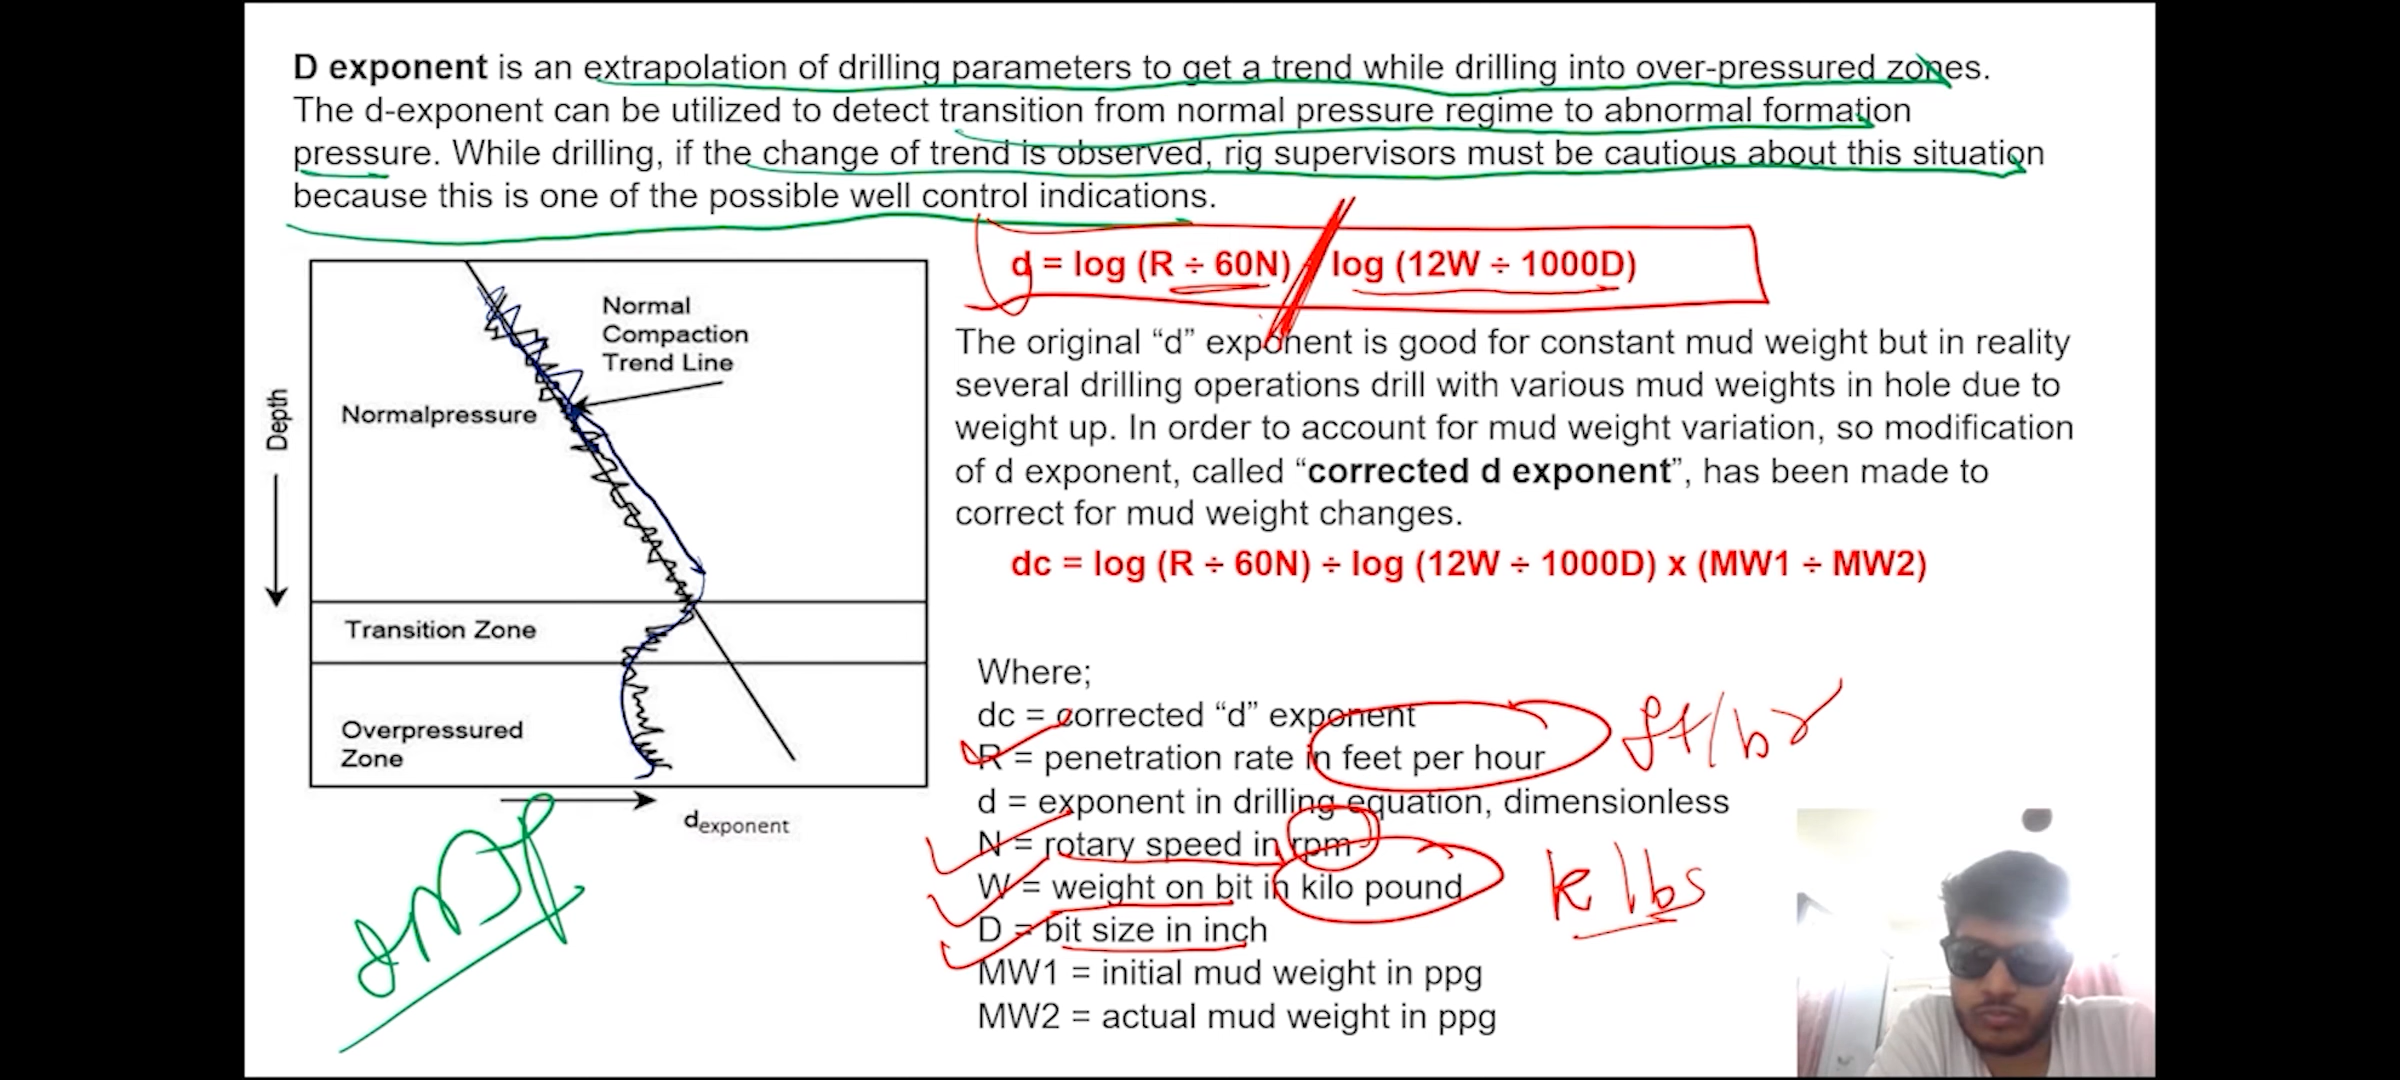 D exponent is an extrapolation of drilling parameters to get a trend while drilling into over-pressured zones.
The d-exponent can be utilized to detect transition from normal pressure regime to abnormal formation
pressure. While drilling, if the change of trend is observed, rig supervisors must be cautious about this situation
because this is one of the possible well control indications.
d = log (R ÷ 60N) / log (12W ÷ 1000D)
Normal
Compaction
Trend Line
Normalpressure
Depth
Transition Zone
Overpressured
Zone
dexponent
The original “d” exponent is good for constant mud weight but in reality
several drilling operations drill with various mud weights in hole due to
weight up. In order to account for mud weight variation, so modification
of d exponent, called “corrected d exponent”, has been made to
correct for mud weight changes.
dc = log (R ÷ 60N) ÷ log (12W ÷ 1000D) x (MW1 ÷ MW2)
Where;
dc = corrected “d” exponent
R = penetration rate in feet per hour
ft/hr
d = exponent in drilling equation, dimensionless
N = rotary speed in rpm
W = weight on bit in kilo pound
k lbs
D = bit size in inch
MW1 = initial mud weight in ppg
MW2 = actual mud weight in ppg